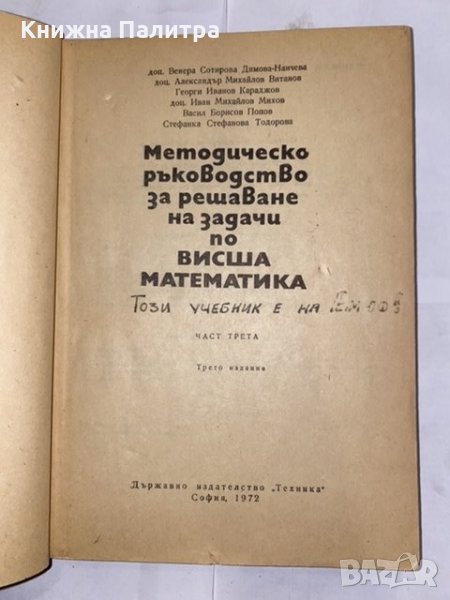 Книжна Палитра
доц. Венера Сотирова Димова-Нанчева
доц. Александър Михайлов Витанов
Георги Иванов Караджов
доц. Иван Михайлов Михов
Васил Борисов Попов
Стефанка Стефанова Тодорова
Методическо
ръководство
за решаване
на задачи
по
ВИСША
МАТЕМАТИКА
Този учебник е на
ЧАСТ ТРЕТА
Трето издание
Държавно издателство „Техника“
София, 1972
bazar